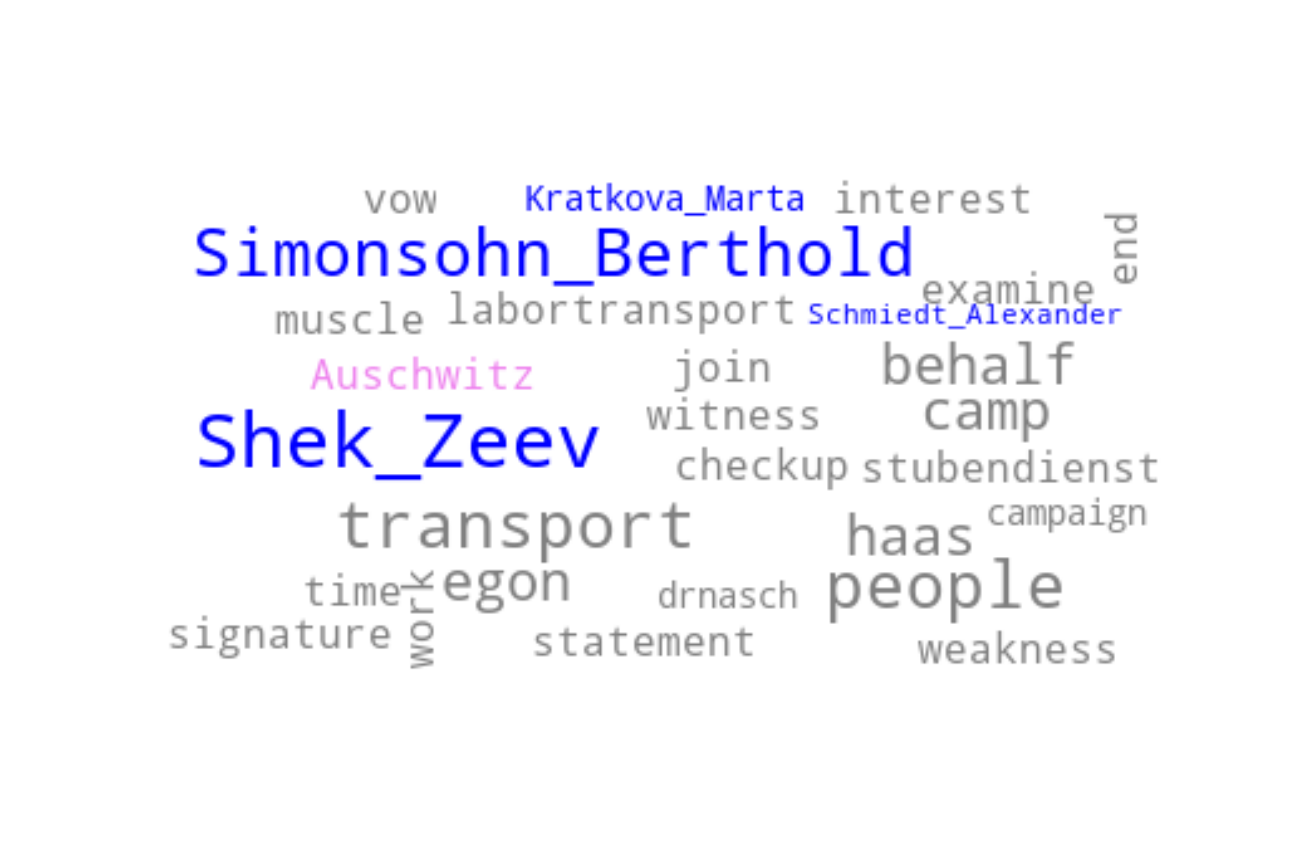 vow Kratkova_Marta interest
end
Simonsohn_Berthold
examine
muscle labortransport Schmiedt_Alexander
Auschwitz join behalf
witness camp
Shek_Zeev
checkup stubendienst
transport haas campaign
time work egon drnasch people
signature statement weakness